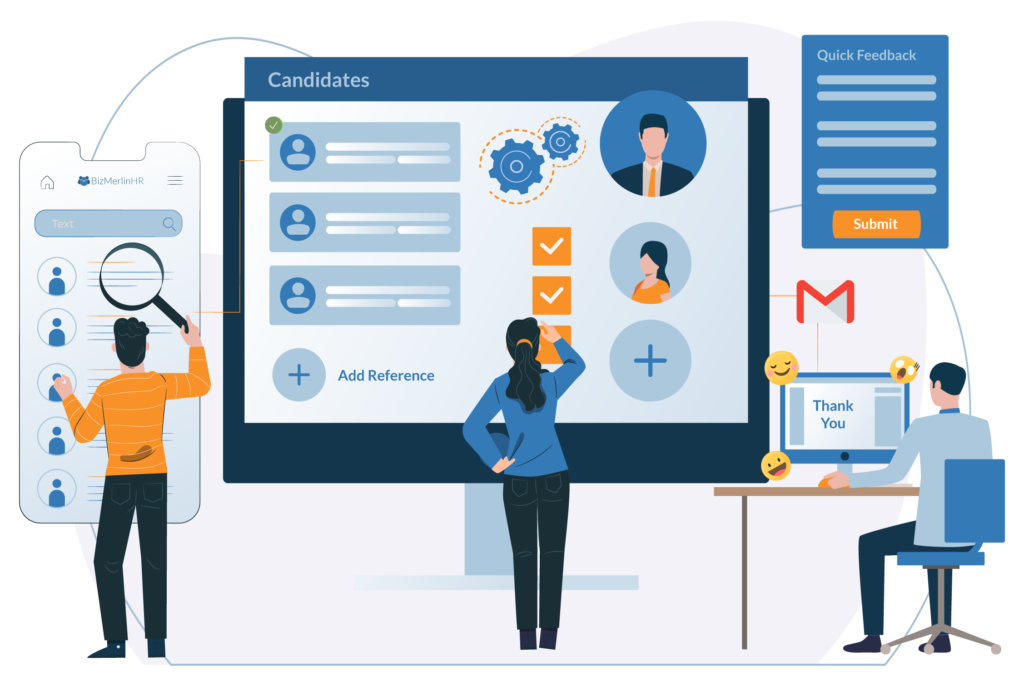 Candidates
Quick Feedback
BizMerlinHR
Text
Submit
Add Reference
Thank
You